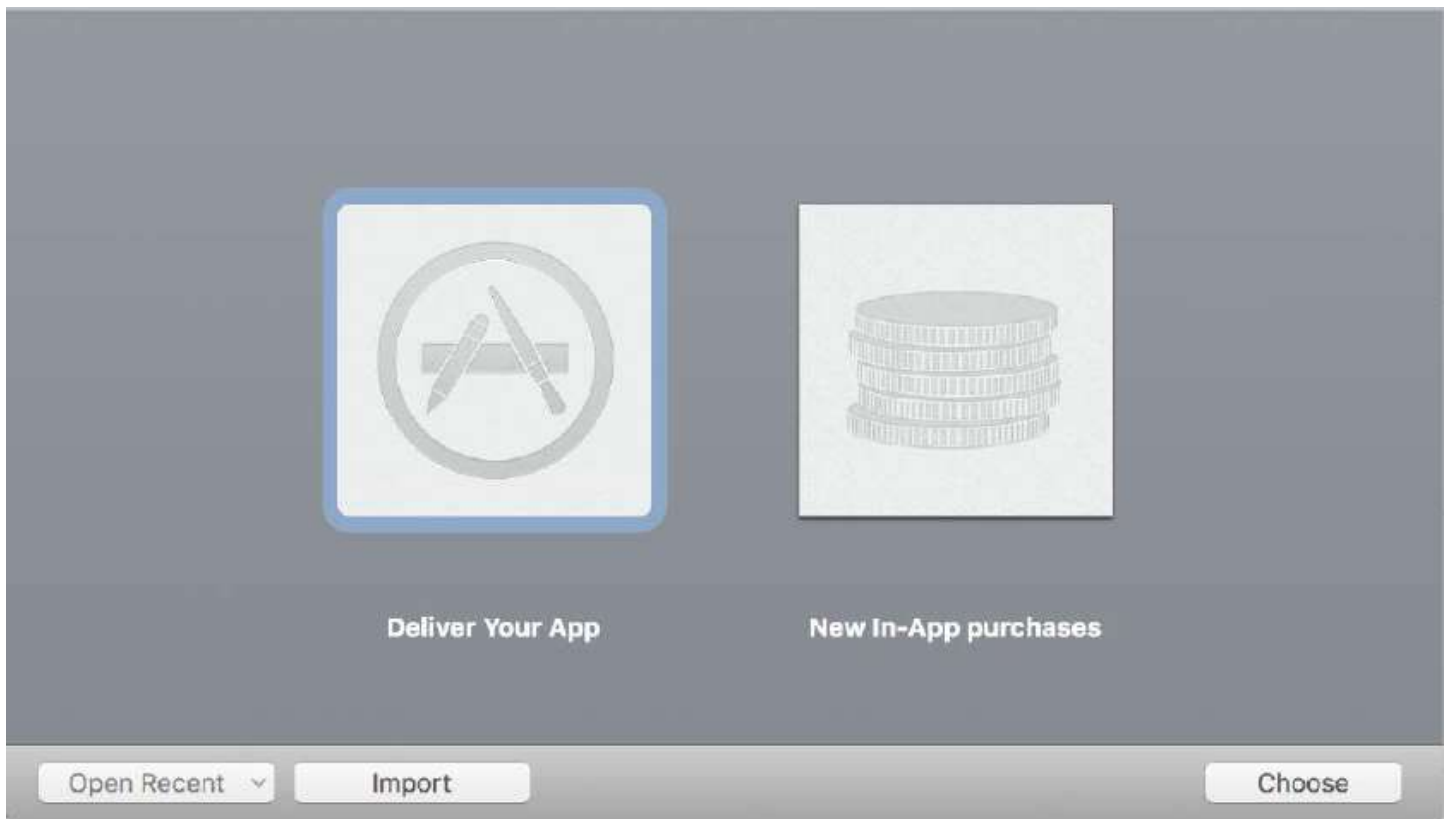 Deliver Your App
New In-App purchases
Open Recent
Import
Choose